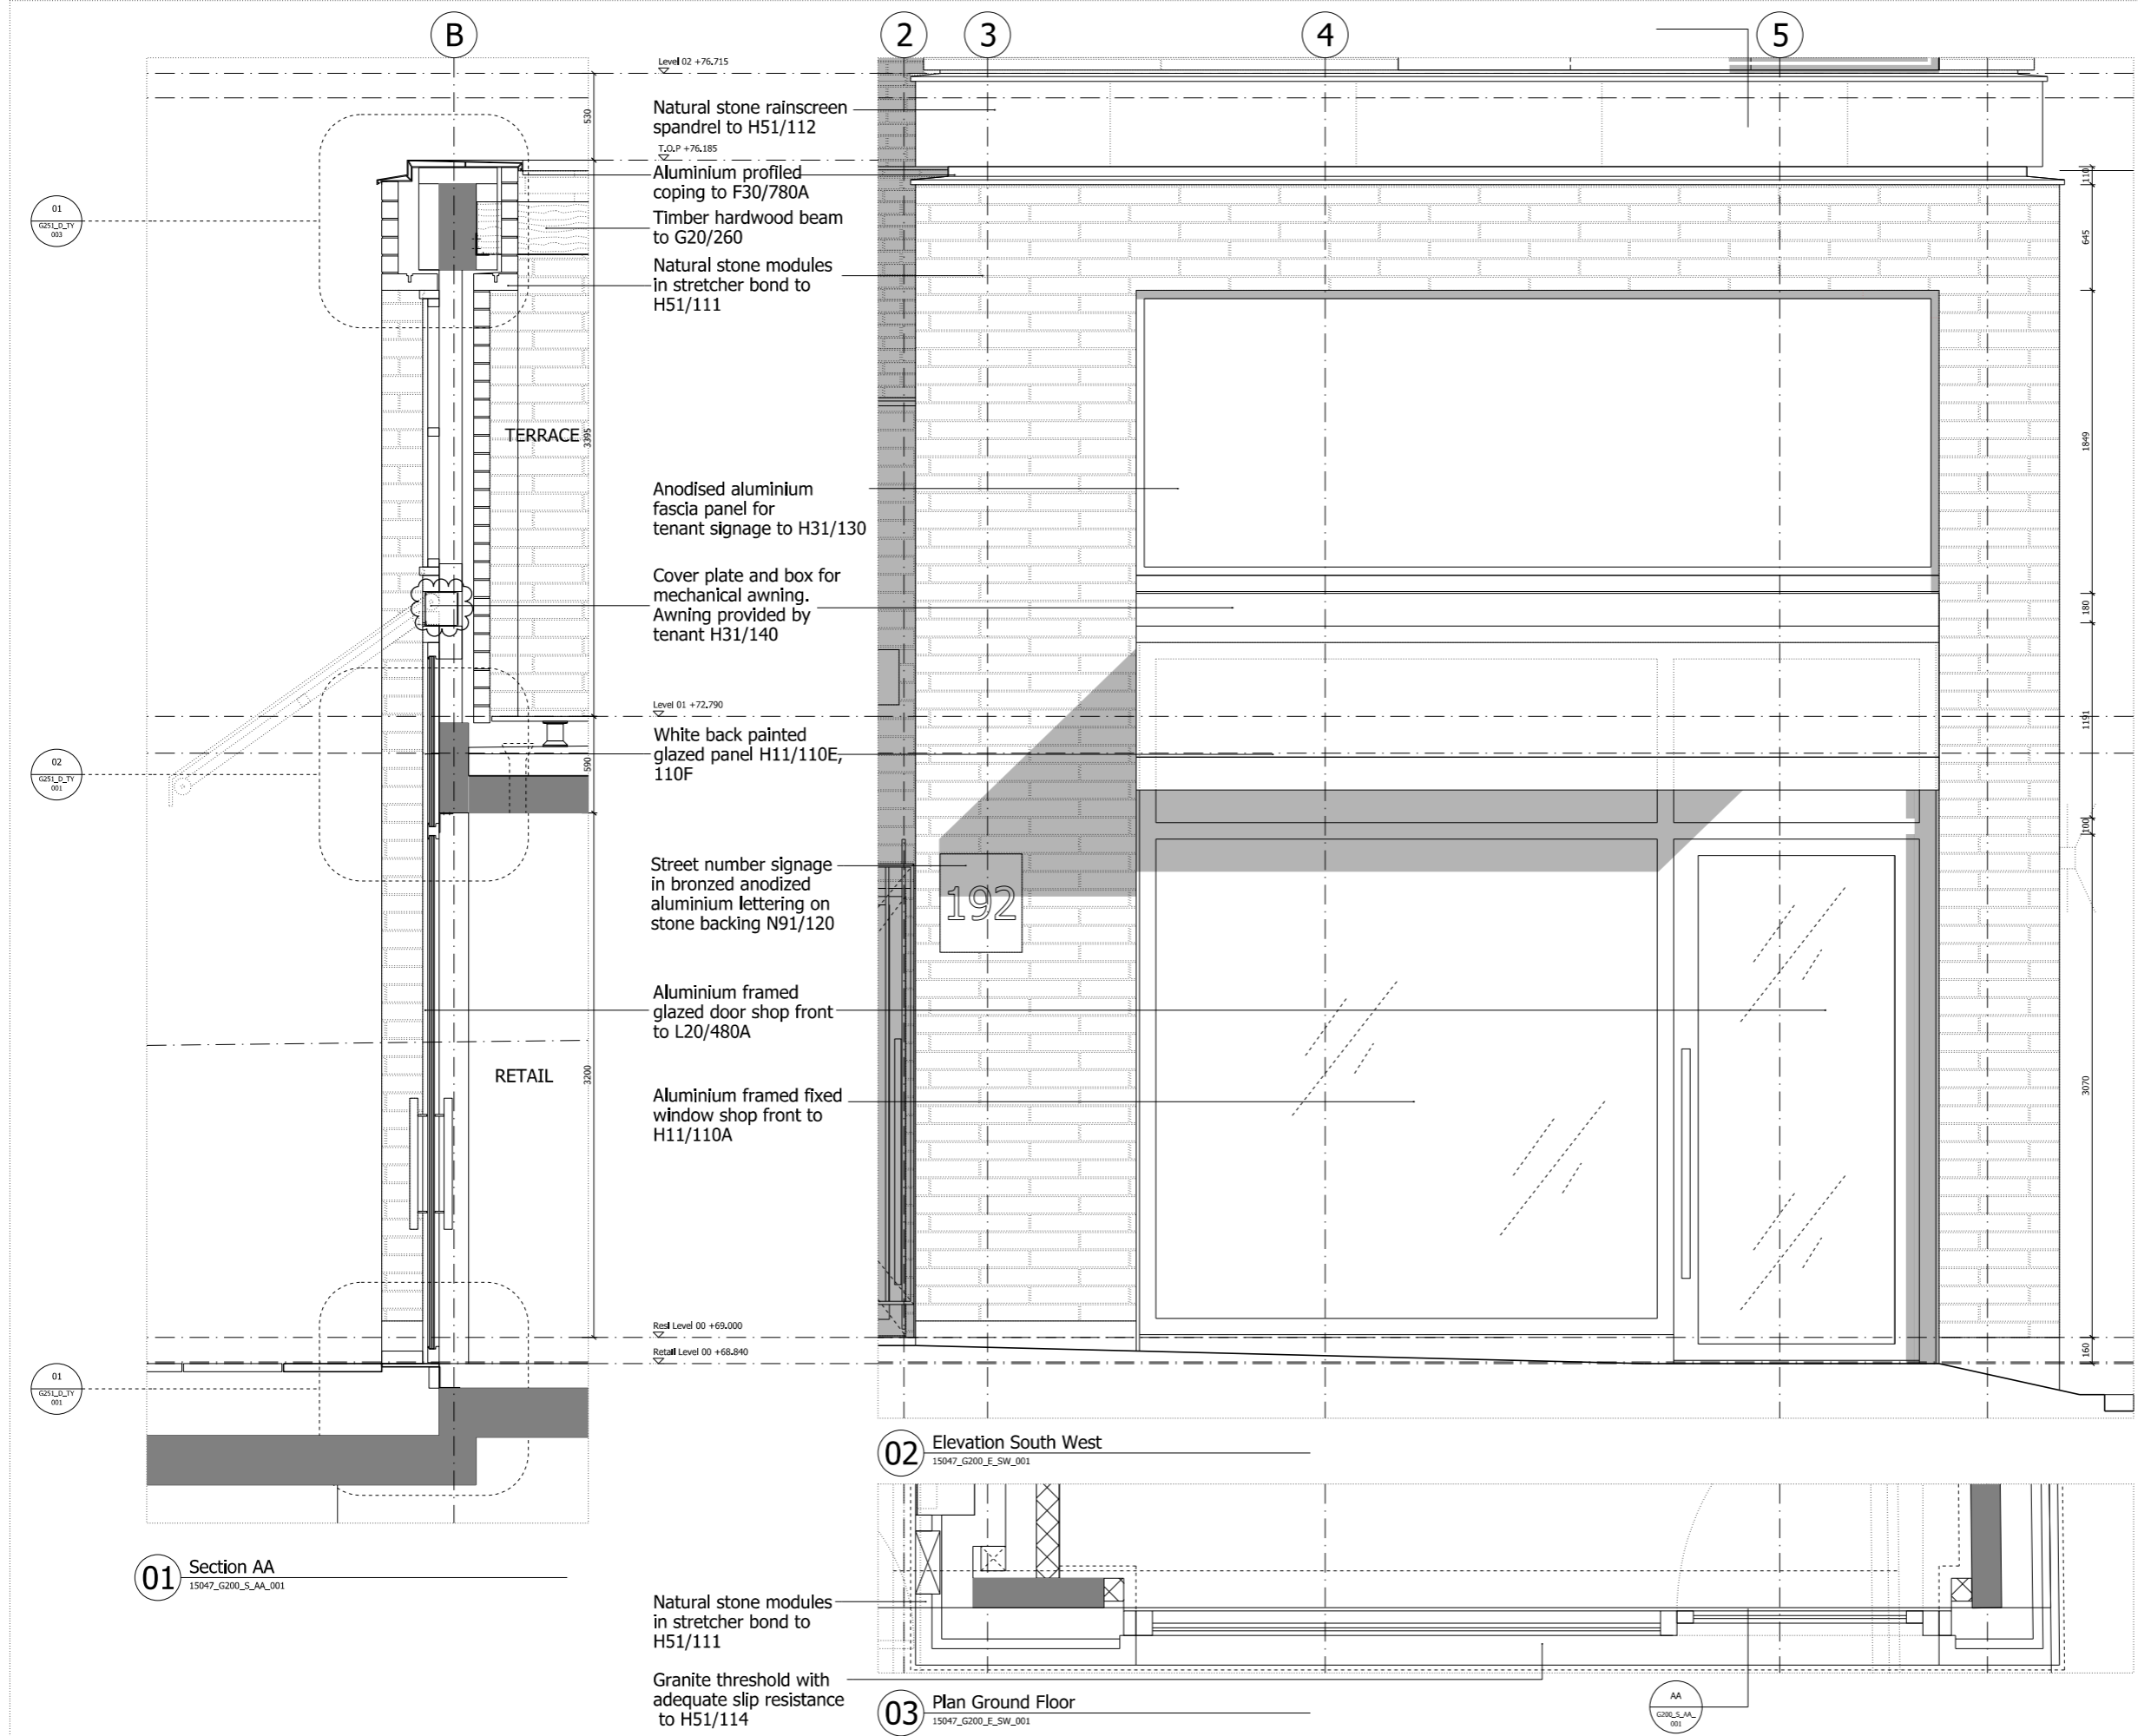 B
2
3
4
5
Level 02 +76.715
530
Natural stone rainscreen
spandrel to H51/112
T.O.P +76.185
Aluminium profiled
coping to F30/780A
110
Timber hardwood beam
to G20/260
01
G251_D_TY
003
645
Natural stone modules
in stretcher bond to
H51/111
TERRACE
3395
1849
Anodised aluminium
fascia panel for
tenant signage to H31/130
Cover plate and box for
mechanical awning.
Awning provided by
tenant H31/140
180
Level 01 +72.790
1191
White back painted
glazed panel H11/110E,
110F
02
G251_D_TY
001
590
100
Street number signage
in bronzed anodized
aluminium lettering on
stone backing N91/120
192
Aluminium framed
glazed door shop front
to L20/480A
RETAIL
3200
3070
Aluminium framed fixed
window shop front to
H11/110A
Resi Level 00 +69.000
Retail Level 00 +68.840
160
01
G251_D_TY
001
02
Elevation South West
15047_G200_E_SW_001
01
Section AA
15047_G200_S_AA_001
Natural stone modules
in stretcher bond to
H51/111
Granite threshold with
adequate slip resistance
to H51/114
03
Plan Ground Floor
15047_G200_E_SW_001
AA
G200_S_AA_
001